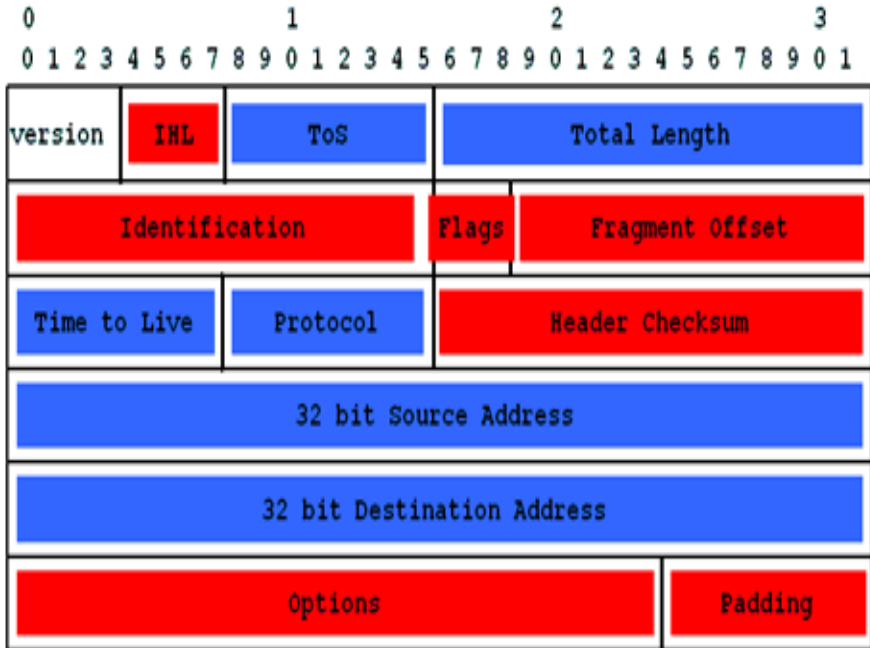 0 1 2 3
0 1 2 3 4 5 6 7 8 9 0 1 2 3 4 5 6 7 8 9 0 1 2 3 4 5 6 7 8 9 0 1
version IHL ToS Total Length
Identification Flags Fragment Offset
Time to Live Protocol Header Checksum
32 bit Source Address
32 bit Destination Address
Options Padding